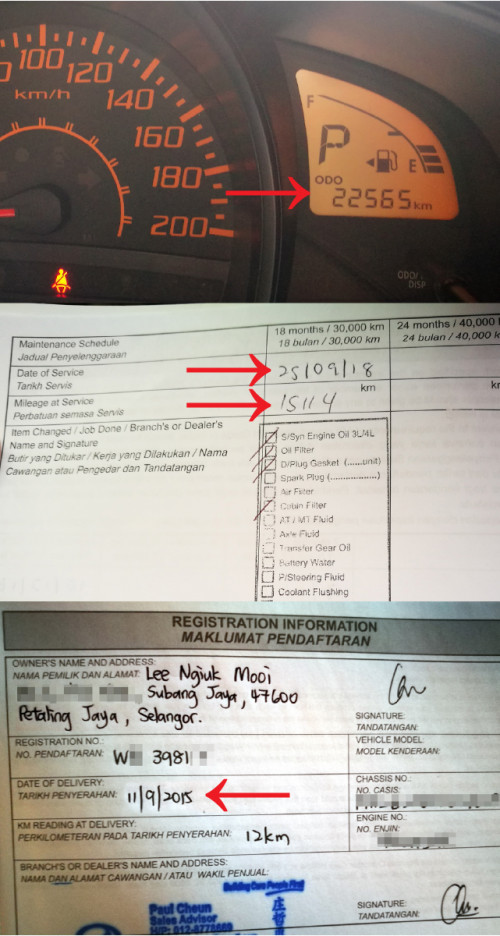 100
120
km/h
140
160
180
200
F
P
E
ODO
22565 km
ODO/
DISP
Maintenance Schedule
Jadual Penyelenggaraan
18 months / 30,000 km
18 bulan / 30,000 km
24 months / 40,000
24 bulan / 40,000
Date of Service
Tarikh Servis
25/09/18
Mileage at Service
Perbatuan semasa Servis
15114
km
Item Changed / Job Done / Branch's or Dealer's
Name and Signature
Butir yang Ditukar / Kerja yang Dilakukan / Nama
Cawangan atau Pengedar dan Tandatangan
S/Syn Engine Oil 3L/4L
Oil Filter
D/Plug Gasket (......unit)
Spark Plug (.................)
Air Filter
Cabin Filter
AT / MT Fluid
Axle Fluid
Transfer Gear Oil
Battery Water
P/Steering Fluid
Coolant Flushing
REGISTRATION INFORMATION
MAKLUMAT PENDAFTARAN
OWNER'S NAME AND ADDRESS:
NAMA PEMILIK DAN ALAMAT: Lee Ngiuk Mooi
Subang Jaya, 47600
Petaling Jaya, Selangor.
SIGNATURE:
TANDATANGAN:
REGISTRATION NO.:
NO. PENDAFTARAN: W 3981
VEHICLE MODEL:
MODEL KENDERAAN:
DATE OF DELIVERY:
TARIKH PENYERAHAN: 11/9/2015
CHASSIS NO.:
NO. CASIS:
KM READING AT DELIVERY:
PERKILOMETERAN PADA TARIKH PENYERAHAN: 12km
ENGINE NO.
NO. ENJIN:
BRANCH'S OR DEALER'S NAME AND ADDRESS:
NAMA DAN ALAMAT CAWANGAN / ATAU WAKIL PENJUAL:
Building Cars People First
Paul Cheun
Sales Advisor
SIGNATURE:
TANDATANGAN: